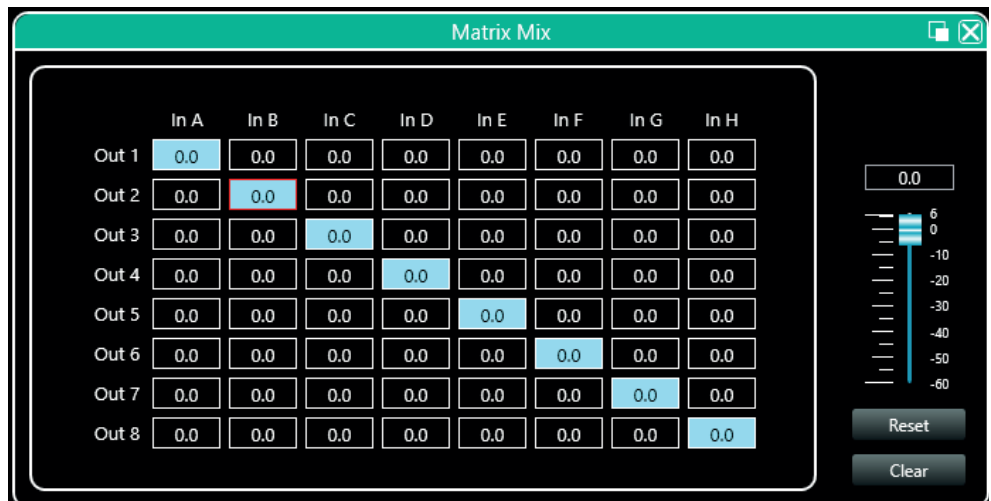 Matrix Mix
In A In B In C In D In E In F In G In H
Out 1 0.0 0.0 0.0 0.0 0.0 0.0 0.0 0.0
Out 2 0.0 0.0 0.0 0.0 0.0 0.0 0.0 0.0
Out 3 0.0 0.0 0.0 0.0 0.0 0.0 0.0 0.0
Out 4 0.0 0.0 0.0 0.0 0.0 0.0 0.0 0.0
Out 5 0.0 0.0 0.0 0.0 0.0 0.0 0.0 0.0
Out 6 0.0 0.0 0.0 0.0 0.0 0.0 0.0 0.0
Out 7 0.0 0.0 0.0 0.0 0.0 0.0 0.0 0.0
Out 8 0.0 0.0 0.0 0.0 0.0 0.0 0.0 0.0
0.0
6
0
-10
-20
-30
-40
-50
-60
Reset
Clear